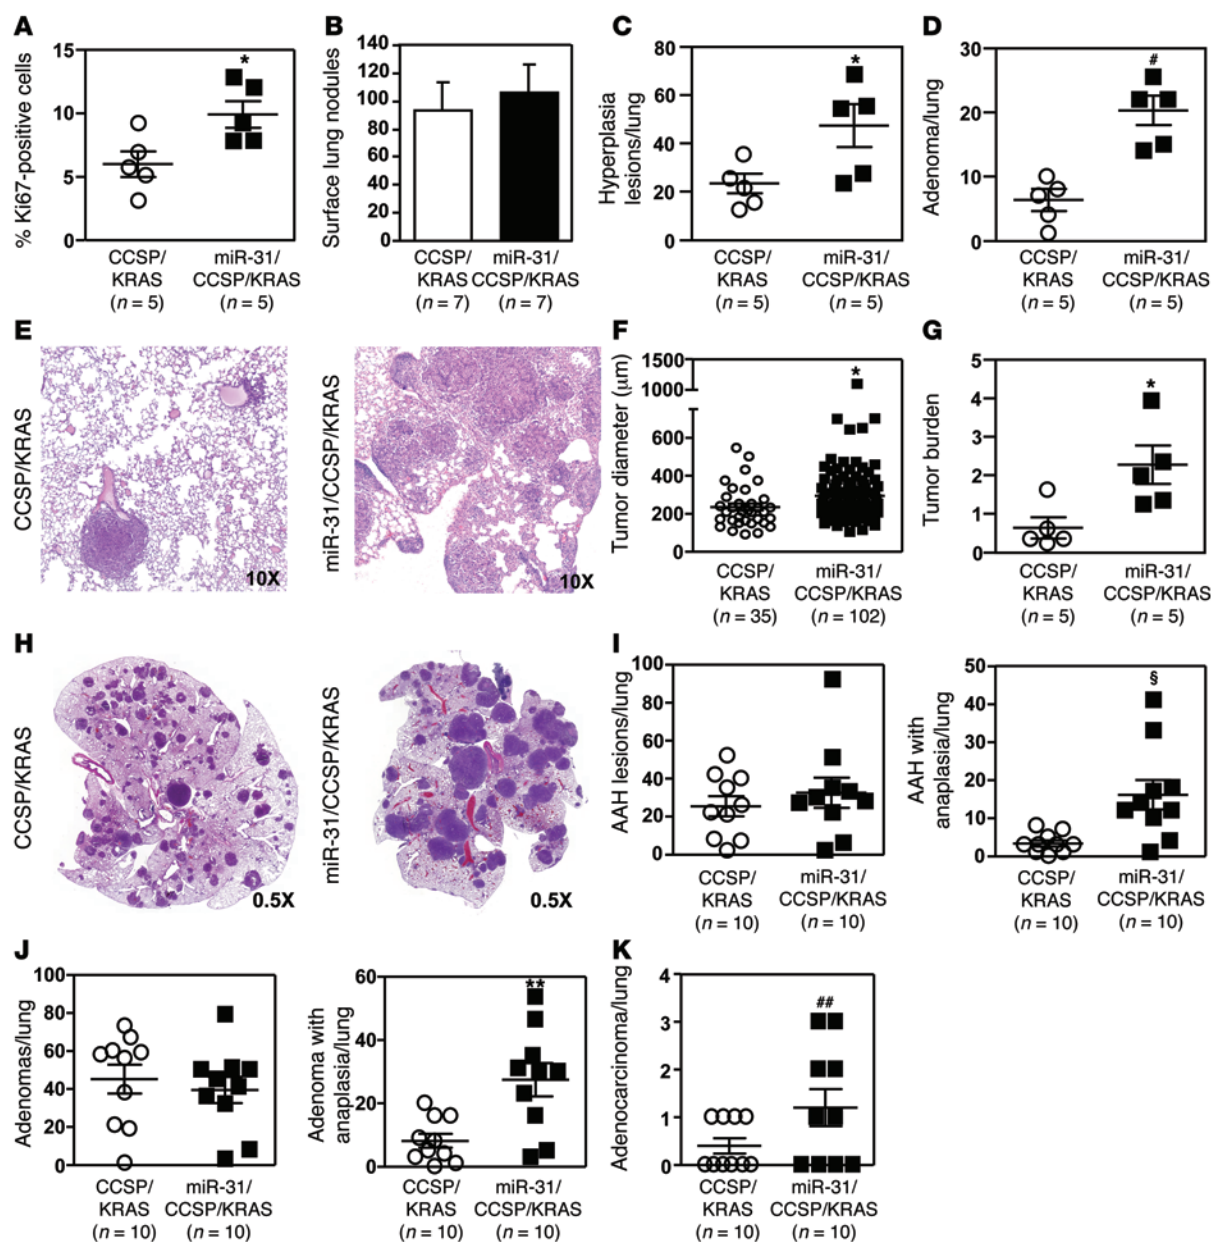 A
% Ki67-positive cells
15
10
5
0
*
CCSP/
KRAS
(n = 5)
miR-31/
CCSP/KRAS
(n = 5)
B
Surface lung nodules
140
120
100
80
60
40
20
0
CCSP/
KRAS
(n = 7)
miR-31/
CCSP/KRAS
(n = 7)
C
Hyperplasia
lesions/lung
80
60
40
20
0
*
CCSP/
KRAS
(n = 5)
miR-31/
CCSP/KRAS
(n = 5)
D
Adenoma/lung
30
20
10
0
#
CCSP/
KRAS
(n = 5)
miR-31/
CCSP/KRAS
(n = 5)
E
CCSP/KRAS
10X
miR-31/CCSP/KRAS
10X
F
Tumor diameter (μm)
1500
1000
600
400
200
0
*
CCSP/
KRAS
(n = 35)
miR-31/
CCSP/KRAS
(n = 102)
G
Tumor burden
5
4
3
2
1
0
*
CCSP/
KRAS
(n = 5)
miR-31/
CCSP/KRAS
(n = 5)
H
CCSP/KRAS
0.5X
miR-31/CCSP/KRAS
0.5X
I
AAH lesions/lung
100
80
60
40
20
0
CCSP/
KRAS
(n = 10)
miR-31/
CCSP/KRAS
(n = 10)
AAH with
anaplasia/lung
50
40
30
20
10
0
§
CCSP/
KRAS
(n = 10)
miR-31/
CCSP/KRAS
(n = 10)
J
Adenomas/lung
100
80
60
40
20
0
CCSP/
KRAS
(n = 10)
miR-31/
CCSP/KRAS
(n = 10)
Adenoma with
anaplasia/lung
60
40
20
0
**
CCSP/
KRAS
(n = 10)
miR-31/
CCSP/KRAS
(n = 10)
K
Adenocarcinoma/lung
4
3
2
1
0
##
CCSP/
KRAS
(n = 10)
miR-31/
CCSP/KRAS
(n = 10)